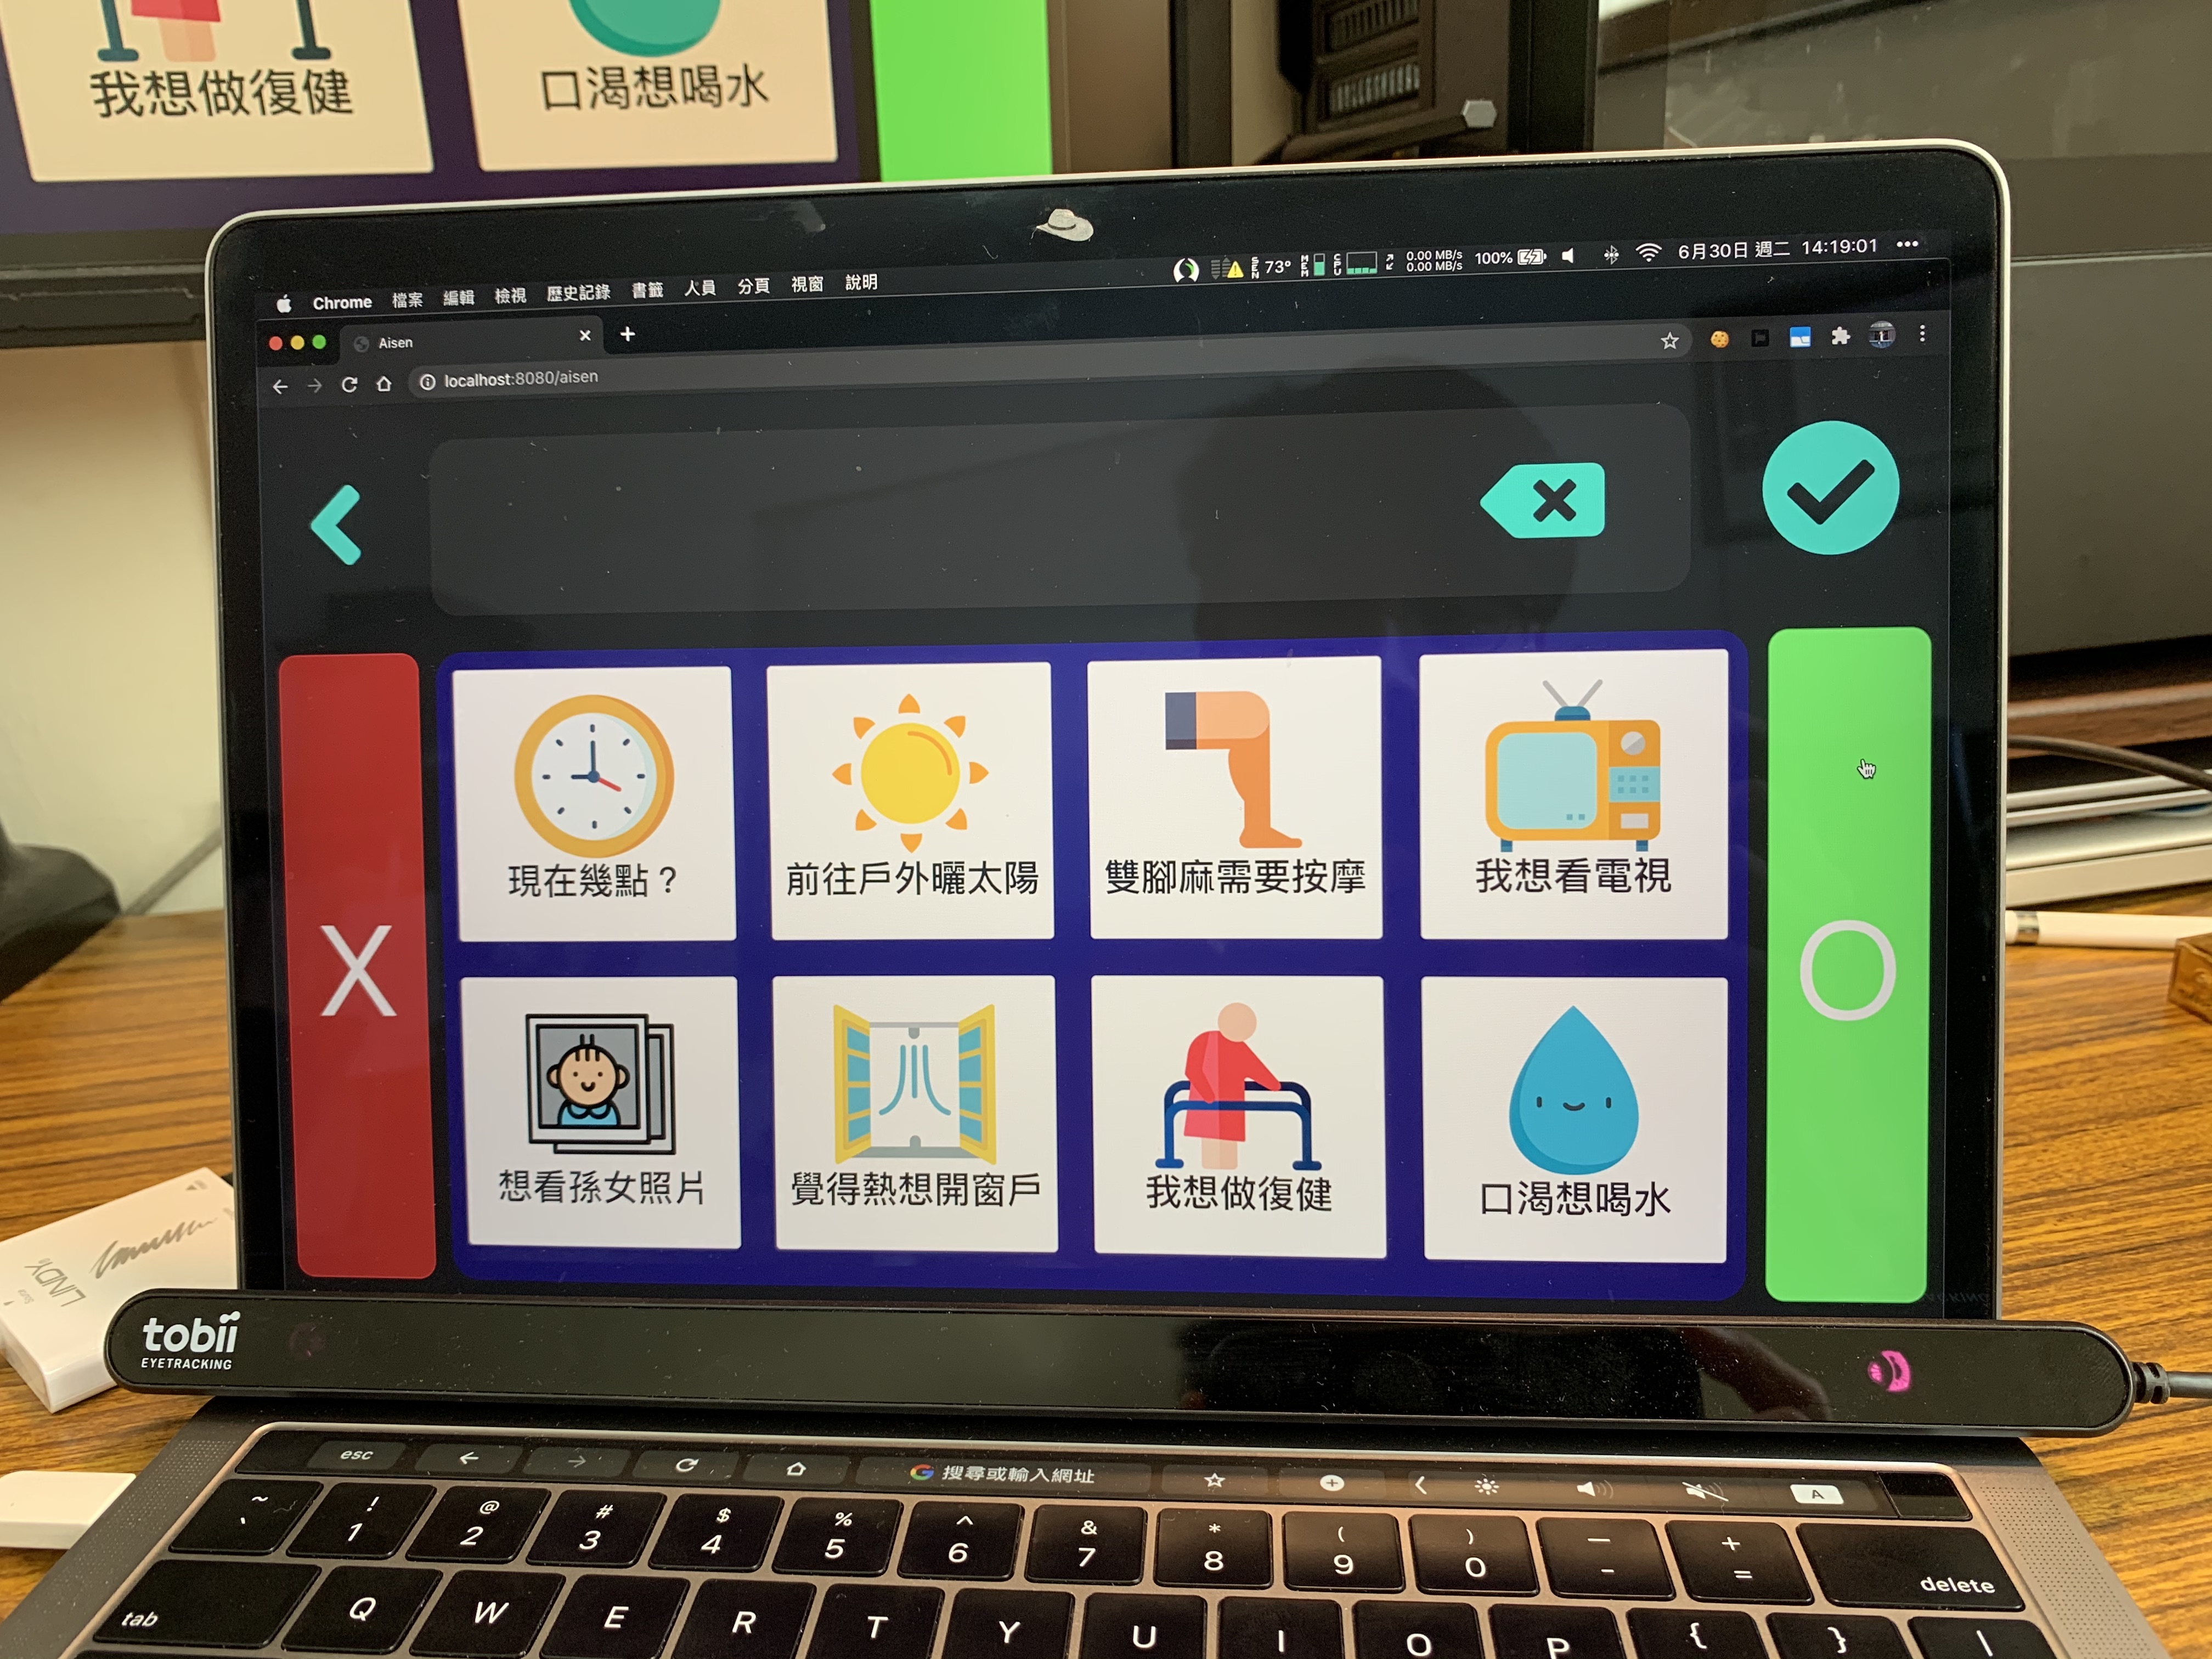 我想做復健
口渴想喝水
Chrome 檔案 編輯 檢視 歷史記錄 書籤 人員 分頁 視窗 說明
SEN 73° MEM CPU 0.00 MB/s 0.00 MB/s 100% 6月30日 週二 14:19:01
Aisen
localhost:8080/aisen
X
現在幾點？
前往戶外曬太陽
雙腳麻需要按摩
我想看電視
O
想看孫女照片
覺得熱想開窗戶
我想做復健
口渴想喝水
LINDY
tobii
EYETRACKING
esc
G 搜尋或輸入網址
A
~ `
! 1
@ 2
# 3
$ 4
% 5
^ 6
& 7
* 8
( 9
) 0
— -
+ =
delete
tab
Q W E R T Y U I O P { } |